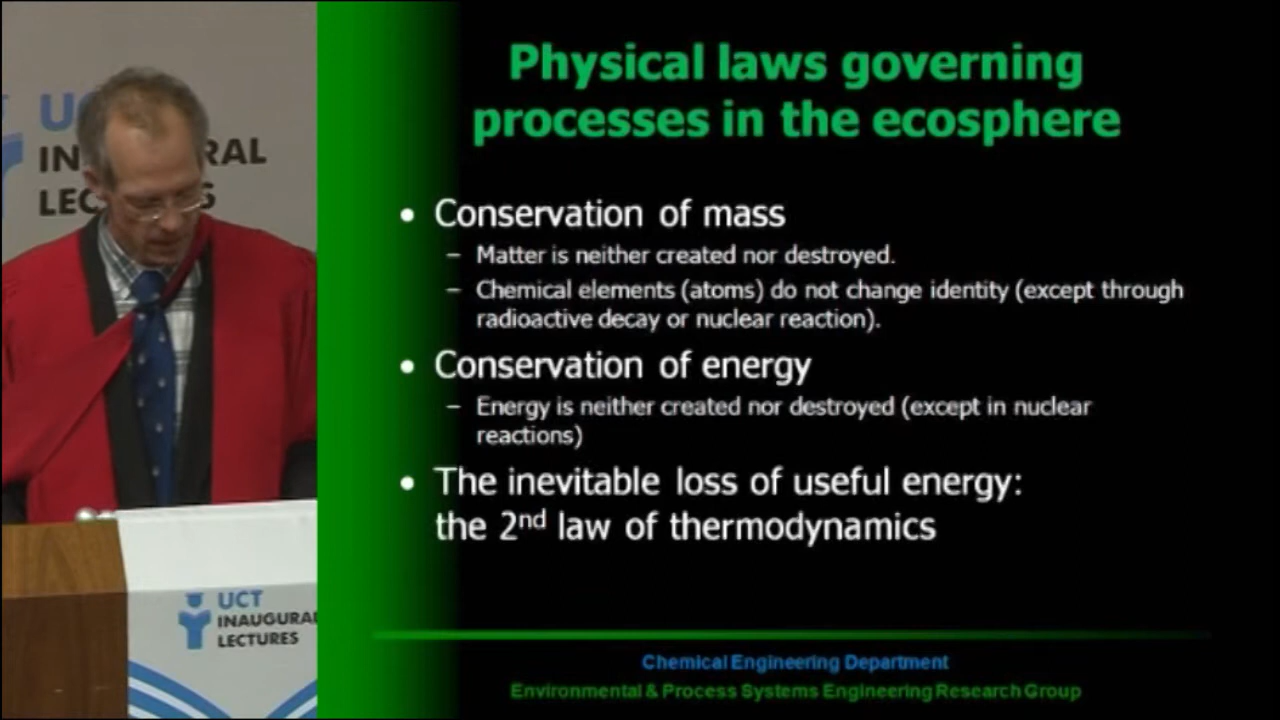 Physical laws governing
processes in the ecosphere
• Conservation of mass
– Matter is neither created nor destroyed.
– Chemical elements (atoms) do not change identity (except through
radioactive decay or nuclear reaction).
• Conservation of energy
– Energy is neither created nor destroyed (except in nuclear
reactions)
• The inevitable loss of useful energy:
the 2nd law of thermodynamics
Chemical Engineering Department
Environmental & Process Systems Engineering Research Group
UCT
INAUGURAL
LECTURES